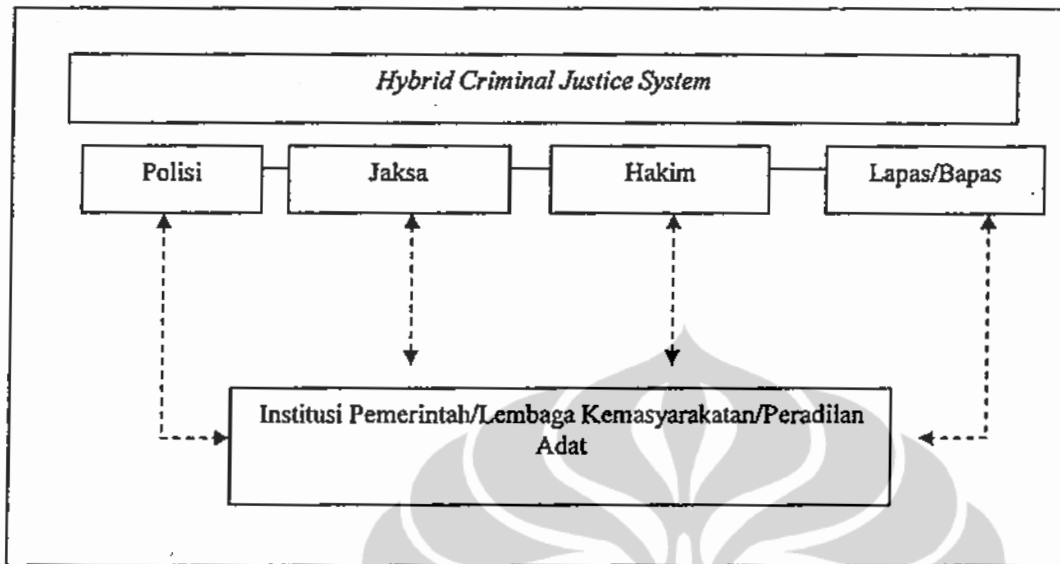 Hybrid Criminal Justice System
Polisi
Jaksa
Hakim
Lapas/Bapas
Institusi Pemerintah/Lembaga Kemasyarakatan/Peradilan
Adat